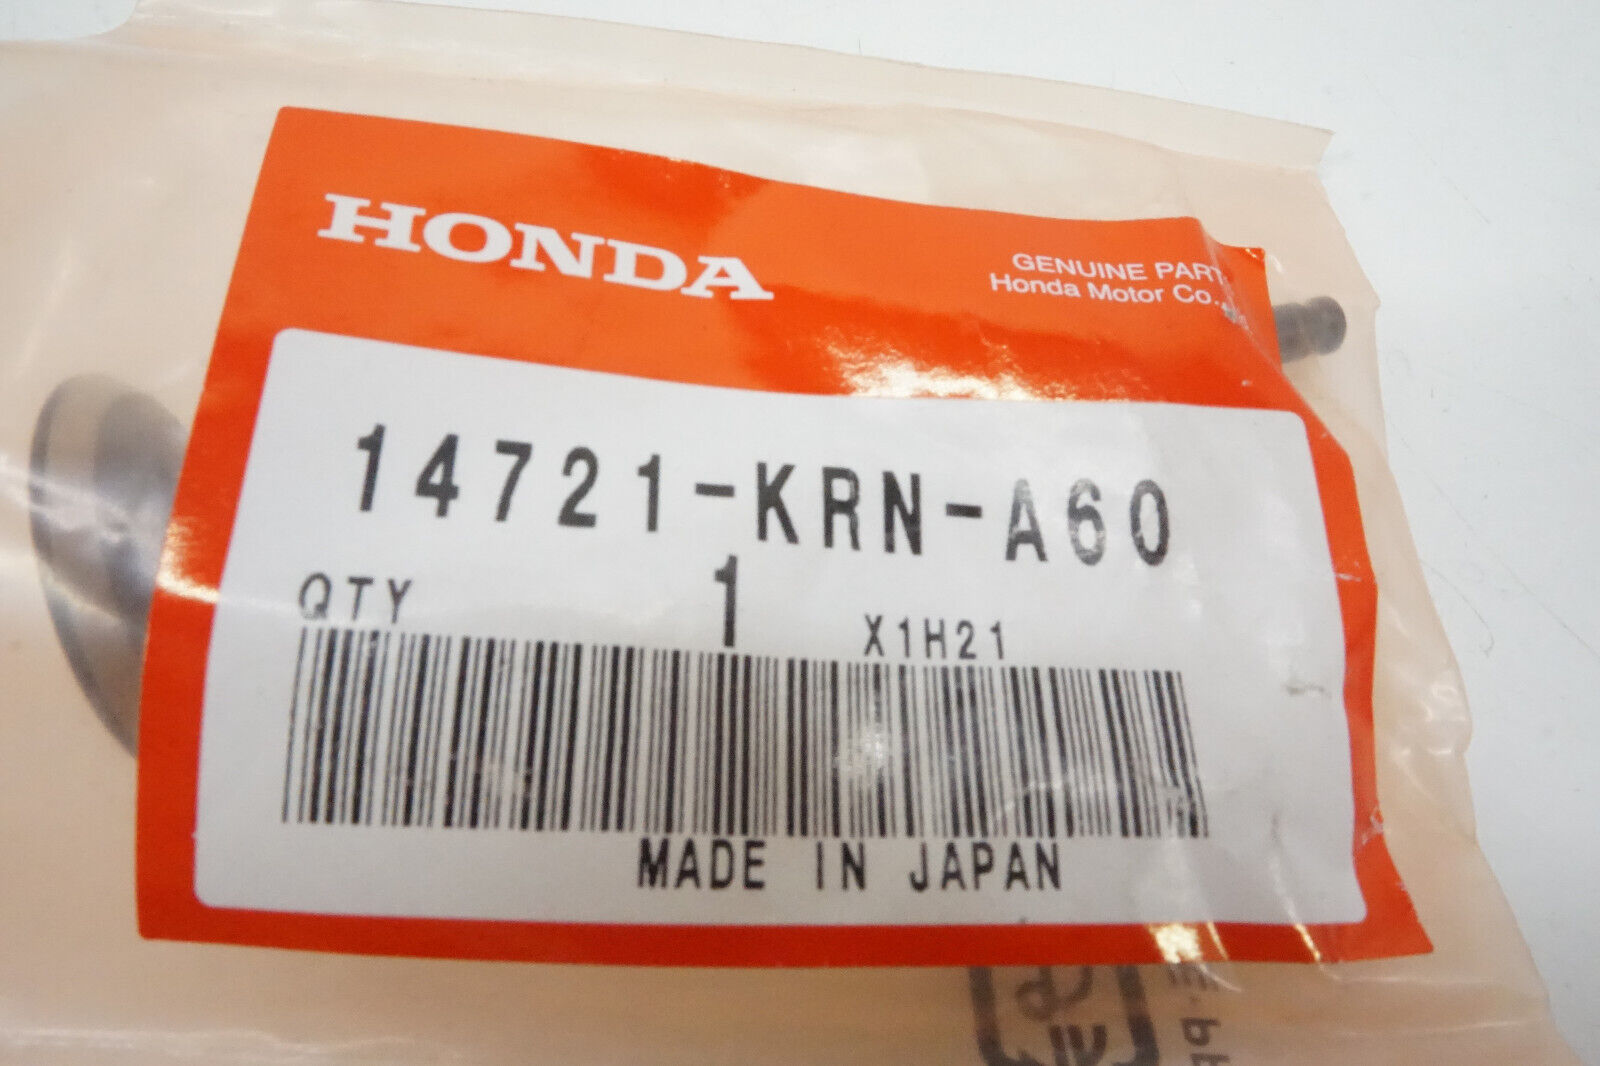 HONDA
GENUINE PART
Honda Motor Co.,
14721-KRN-A60
QTY 1 X1H21
MADE IN JAPAN